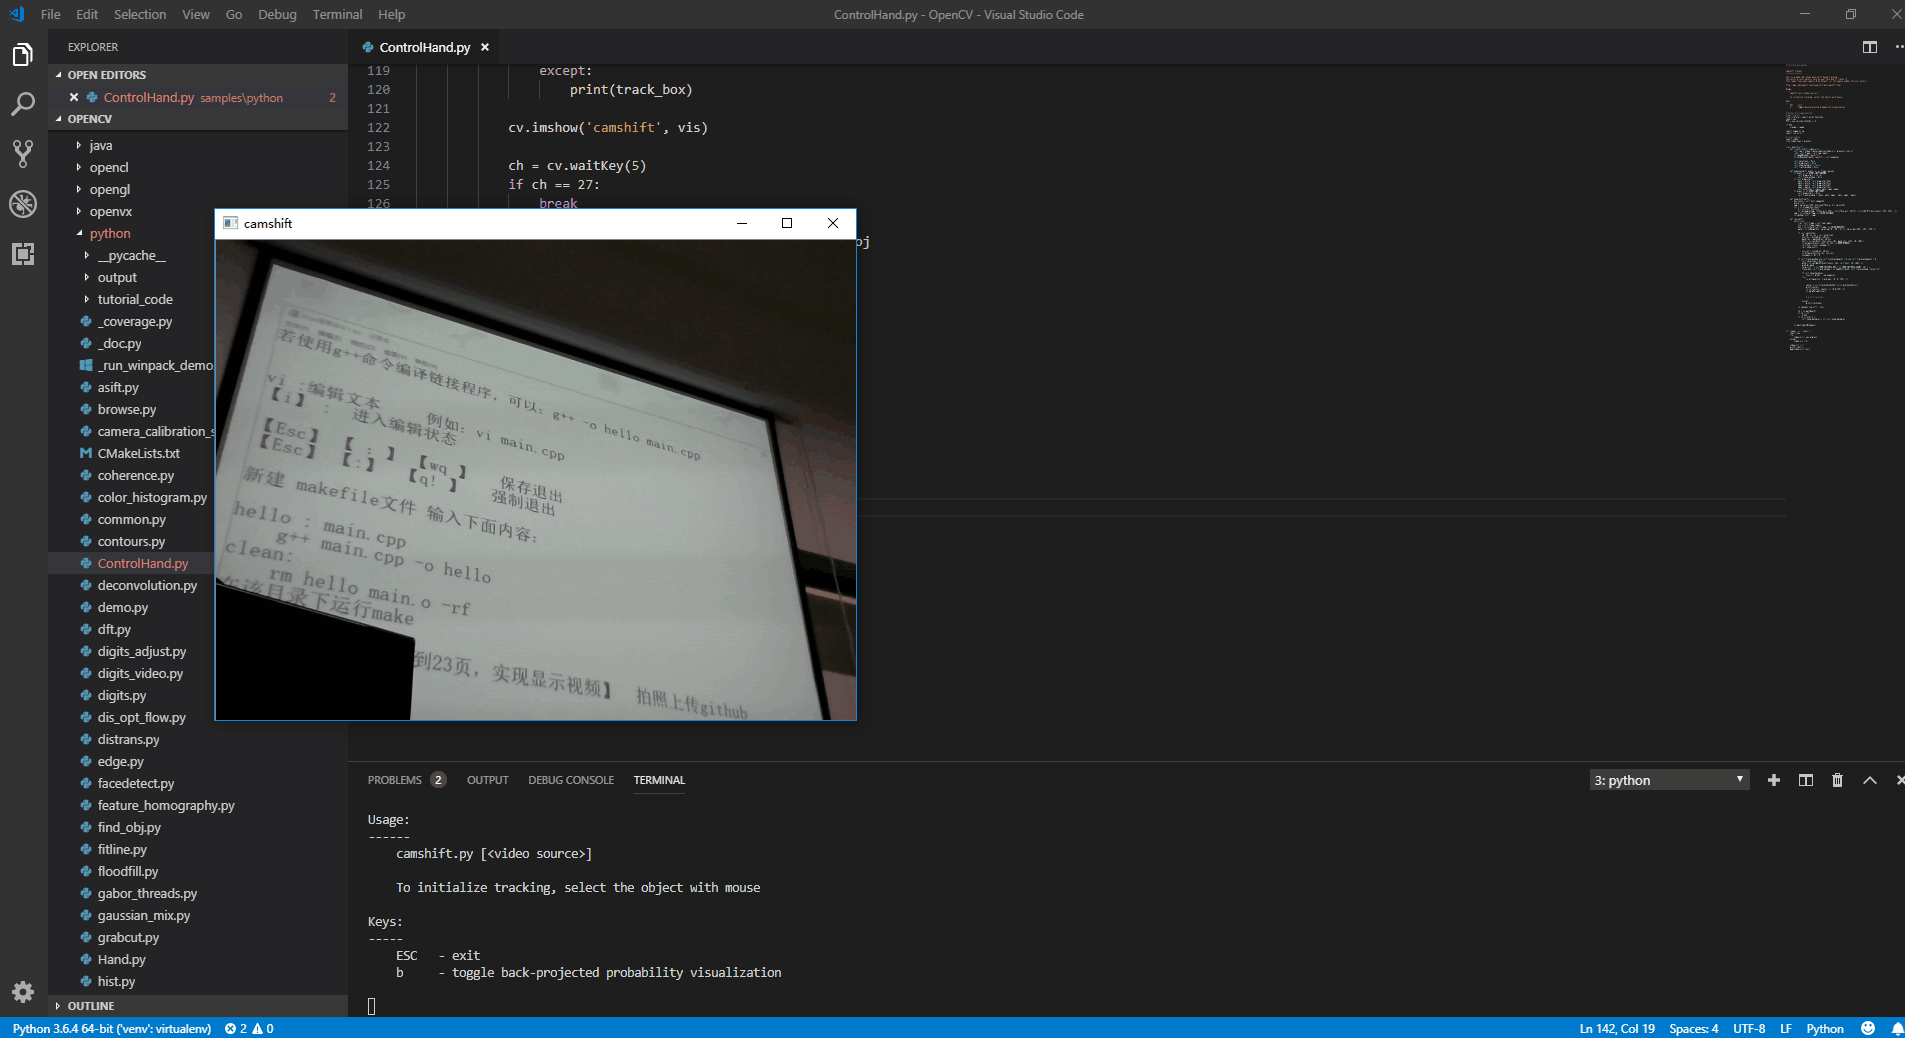 File Edit Selection View Go Debug Terminal Help
ControlHand.py - OpenCV - Visual Studio Code
EXPLORER
OPEN EDITORS
ControlHand.py samples\python 2
OPENCV
java
opencl
opengl
openvx
python
__pycache__
output
tutorial_code
_coverage.py
_doc.py
_run_winpack_demo
asift.py
browse.py
camera_calibration_s
CMakeLists.txt
coherence.py
color_histogram.py
common.py
contours.py
ControlHand.py
deconvolution.py
demo.py
dft.py
digits_adjust.py
digits_video.py
digits.py
dis_opt_flow.py
distrans.py
edge.py
facedetect.py
feature_homography.py
find_obj.py
fitline.py
floodfill.py
gabor_threads.py
gaussian_mix.py
grabcut.py
Hand.py
hist.py
OUTLINE
ControlHand.py
119 except:
120 print(track_box)
121
122 cv.imshow('camshift', vis)
123
124 ch = cv.waitKey(5)
125 if ch == 27:
126 break
oj
camshift
若使用g++命令编译链接程序，可以：g++ -o hello main.cpp
vi :编辑文本 例如：vi main.cpp
【i】 : 进入编辑状态
【Esc】 【 : 】 【wq 】 保存退出
【Esc】 【:】 【q! 】 强制退出
新建 makefile文件 输入下面内容：
hello : main.cpp
g++ main.cpp -o hello
clean:
rm hello main.o -rf
在该目录下运行make
到23页，实现显示视频】 拍照上传github
PROBLEMS 2 OUTPUT DEBUG CONSOLE TERMINAL
3: python
Usage:
------
camshift.py [<video source>]
To initialize tracking, select the object with mouse
Keys:
-----
ESC - exit
b - toggle back-projected probability visualization
Python 3.6.4 64-bit ('venv': virtualenv) 2 0
Ln 142, Col 19 Spaces: 4 UTF-8 LF Python